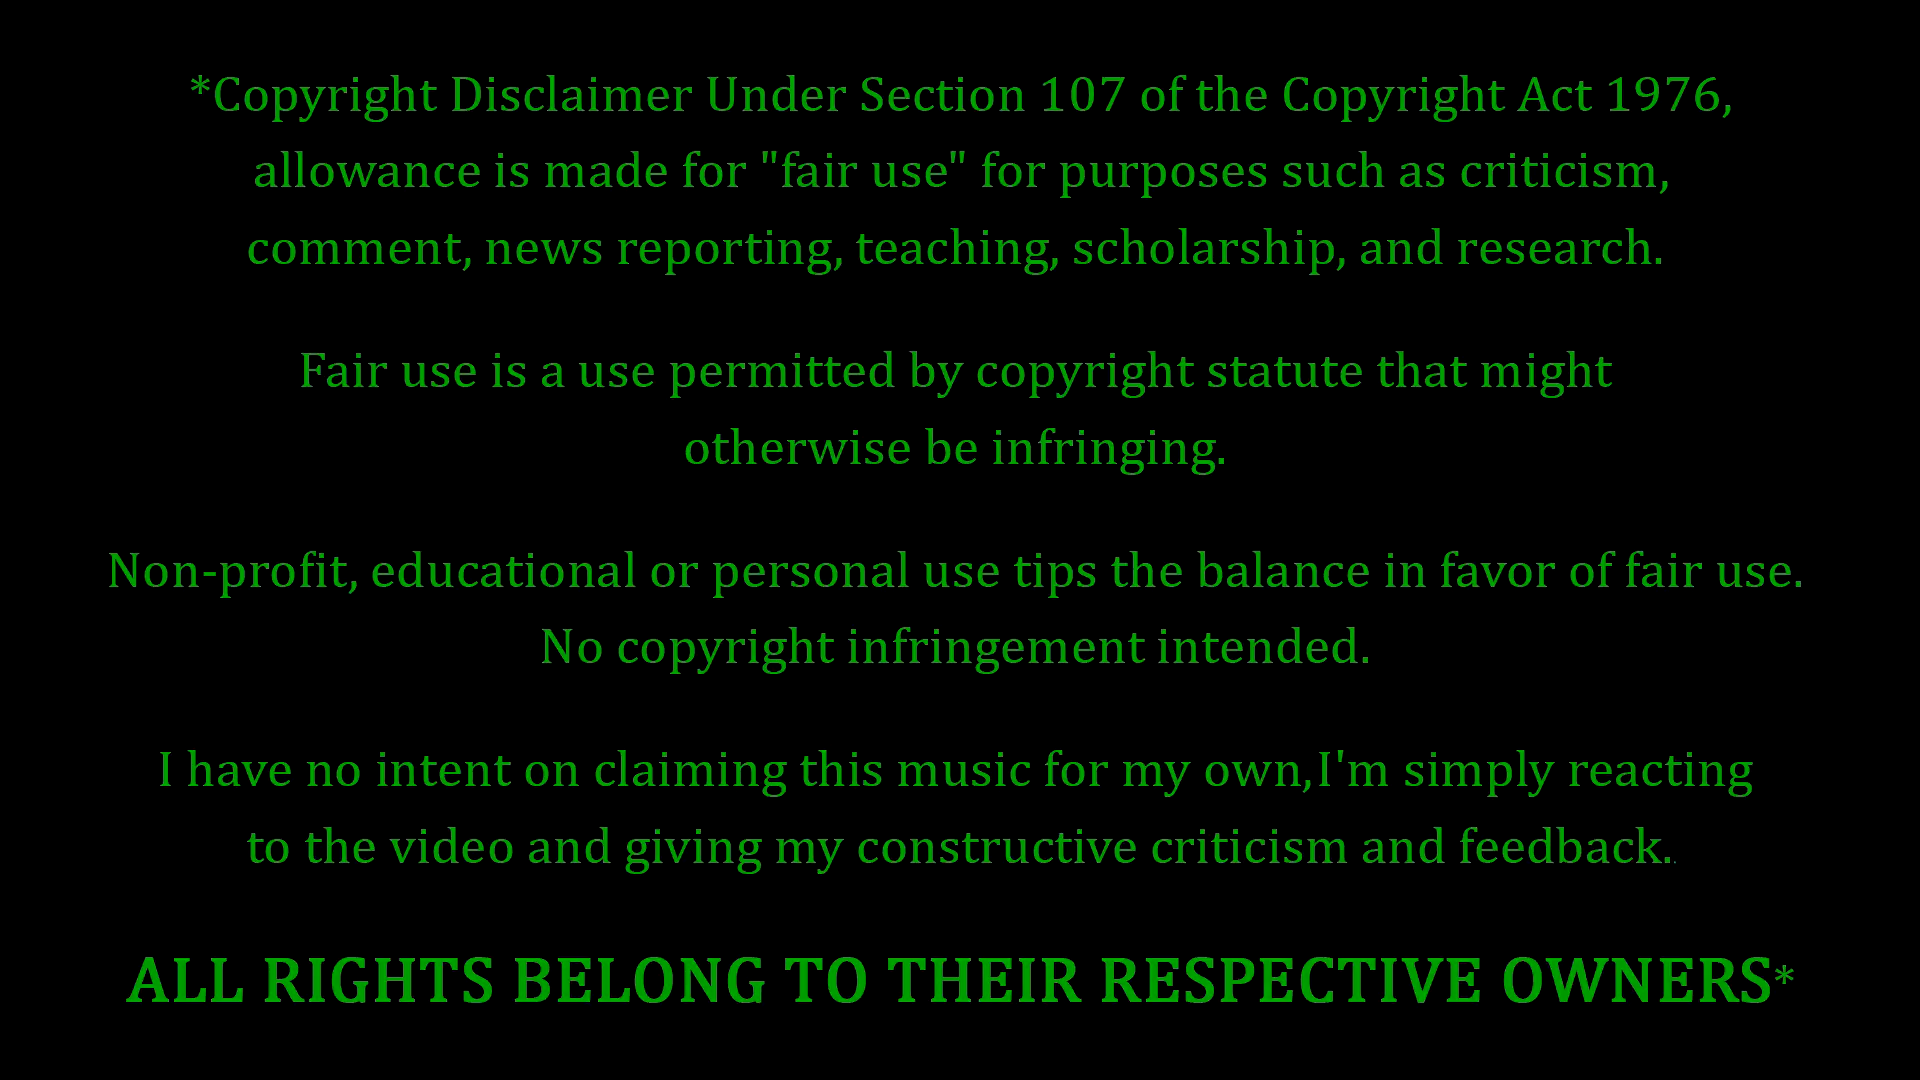 *Copyright Disclaimer Under Section 107 of the Copyright Act 1976,
allowance is made for "fair use" for purposes such as criticism,
comment, news reporting, teaching, scholarship, and research.
Fair use is a use permitted by copyright statute that might
otherwise be infringing.
Non-profit, educational or personal use tips the balance in favor of fair use.
No copyright infringement intended.
I have no intent on claiming this music for my own,I'm simply reacting
to the video and giving my constructive criticism and feedback..
ALL RIGHTS BELONG TO THEIR RESPECTIVE OWNERS*